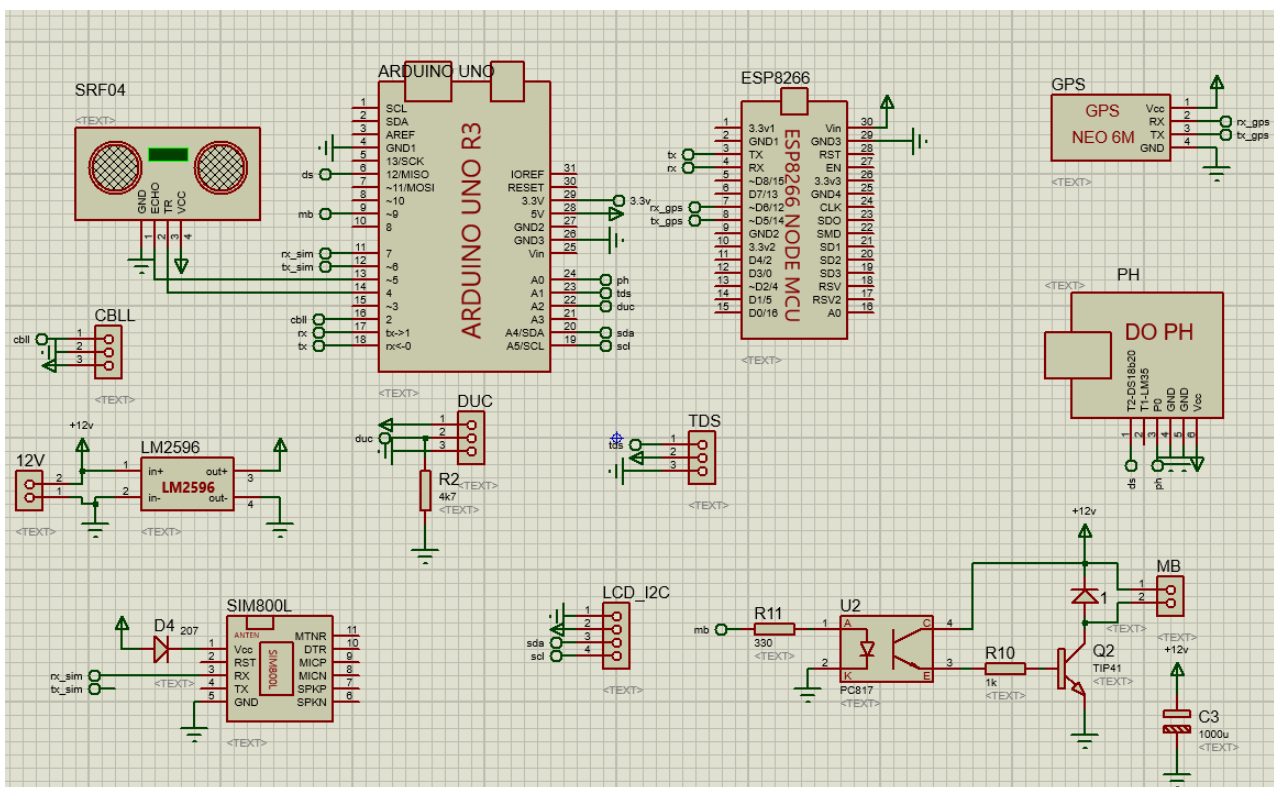 SRF04
<TEXT>
GND
ECHO
TR
VCC
1
2
3
4
ARDUINO UNO
ARDUINO UNO R3
1 SCL
2 SDA
3 AREF
4 GND1
5 13/SCK
ds 6 12/MISO
7 ~11/MOSI
8 ~10
mb 9 ~9
10 8
rx_sim 11 7
tx_sim 12 ~6
13 ~5
14 4
15 ~3
cbll 16 2
rx 17 tx->1
tx 18 rx<-0
IOREF 31
RESET 30
3.3V 29 3.3v
5V 28
GND2 27
GND3 26
Vin 25
A0 24 ph
A1 23 tds
A2 22 duc
A3 21
A4/SDA 20 sda
A5/SCL 19 scl
<TEXT>
ESP8266
ESP8266 NODE MCU
1 3.3v1
2 GND1
tx 3 TX
rx 4 RX
5 ~D8/15
6 D7/13
rx_gps 7 ~D6/12
tx_gps 8 ~D5/14
9 GND2
10 3.3v2
11 D4/2
12 D3/0
13 ~D2/4
14 D1/5
15 D0/16
Vin 30
GND3 29
RST 28
EN 27
3.3v3 26
GND4 25
CLK 24
SDO 23
SMD 22
SD1 21
SD2 20
SD3 19
RSV 18
RSV2 17
A0 16
<TEXT>
GPS
GPS
NEO 6M
Vcc 1
RX 2 rx_gps
TX 3 tx_gps
GND 4
<TEXT>
PH
<TEXT>
DO PH
T2-DS18b20
T1-LM35
P0
GND
GND
Vcc
1
2
3
4
5
6
ds
ph
CBLL
cbll 1
2
3
<TEXT>
DUC
1
duc 2
3
<TEXT>
R2
4k7
<TEXT>
TDS
tds 1
2
3
<TEXT>
+12v
12V
2
1
<TEXT>
LM2596
LM2596
1 in+
2 in-
out+ 3
out- 4
<TEXT>
SIM800L
ANTEN
SIM800L
D4 207
<TEXT>
1 Vcc
2 RST
rx_sim 3 RX
tx_sim 4 TX
5 GND
MTNR 11
DTR 10
MICP 9
MICN 8
SPKP 7
SPKN 6
<TEXT>
LCD_I2C
1
2
sda 3
scl 4
<TEXT>
mb
R11
330
<TEXT>
U2
1 A
2 K
C 4
E 3
PC817
<TEXT>
R10
1k
<TEXT>
+12v
1
<TEXT>
Q2
TIP41
<TEXT>
MB
1
2
<TEXT>
+12v
C3
1000u
<TEXT>